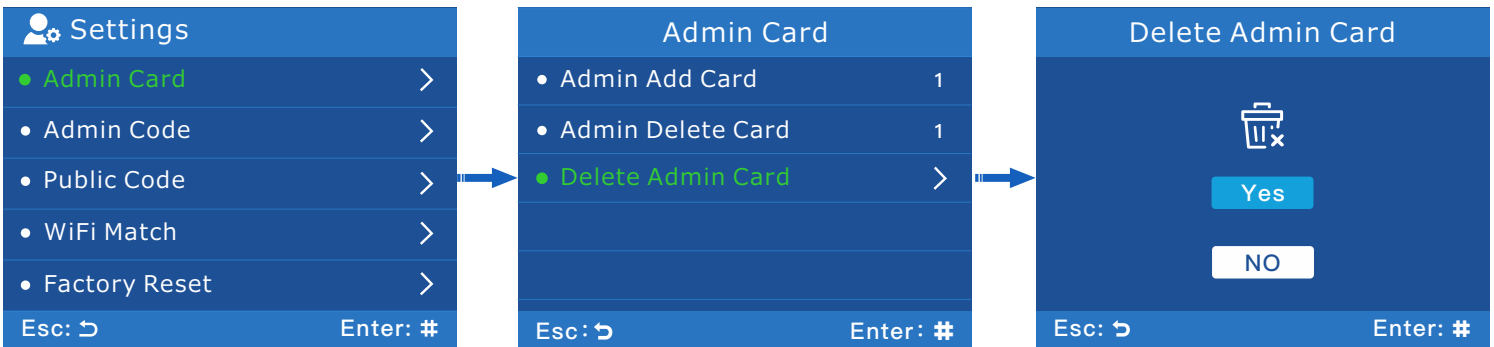 Settings
Admin Card
Admin Code
Public Code
WiFi Match
Factory Reset
Esc: Enter: #
Admin Card
Admin Add Card 1
Admin Delete Card 1
Delete Admin Card
Esc: Enter: #
Delete Admin Card
Yes
NO
Esc: Enter: #